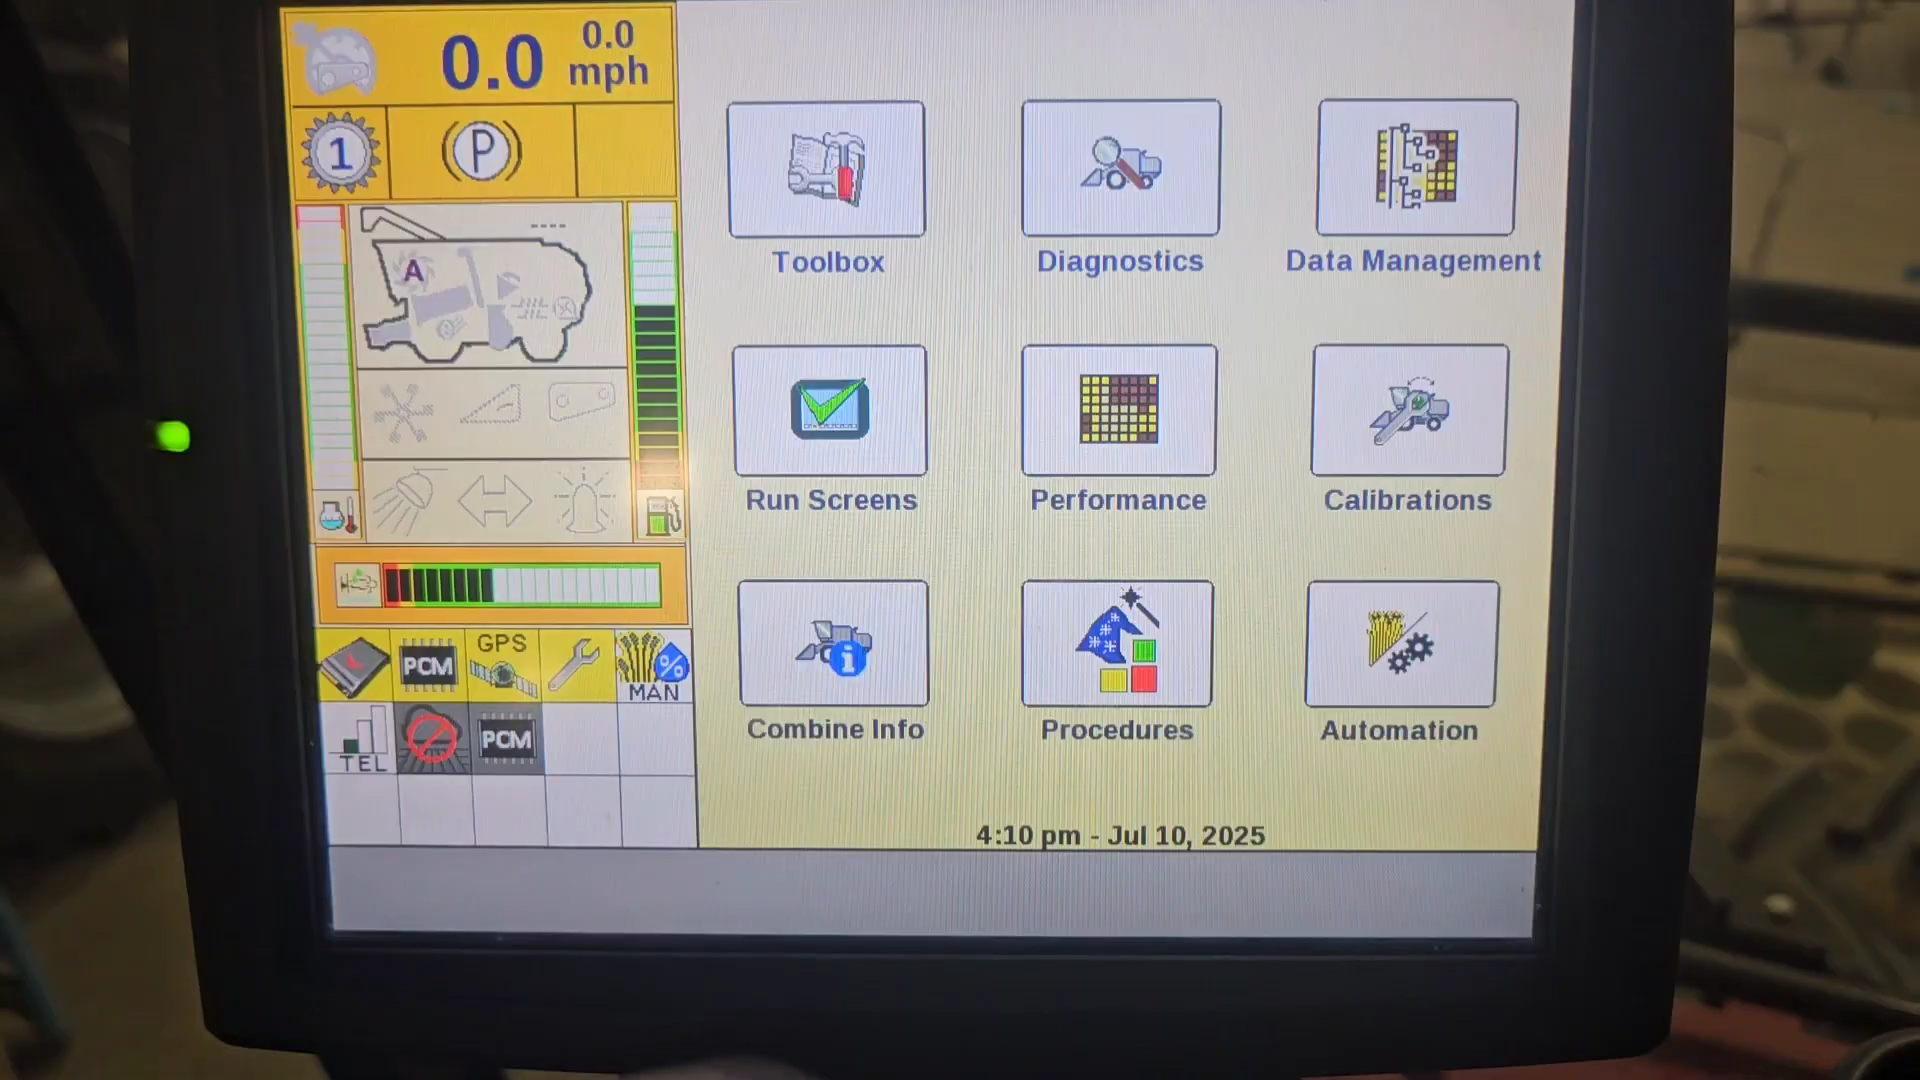 0.0
0.0
mph
1
P
A
----
GPS
PCM
MAN
TEL
PCM
Toolbox
Diagnostics
Data Management
Run Screens
Performance
Calibrations
Combine Info
Procedures
Automation
4:10 pm - Jul 10, 2025